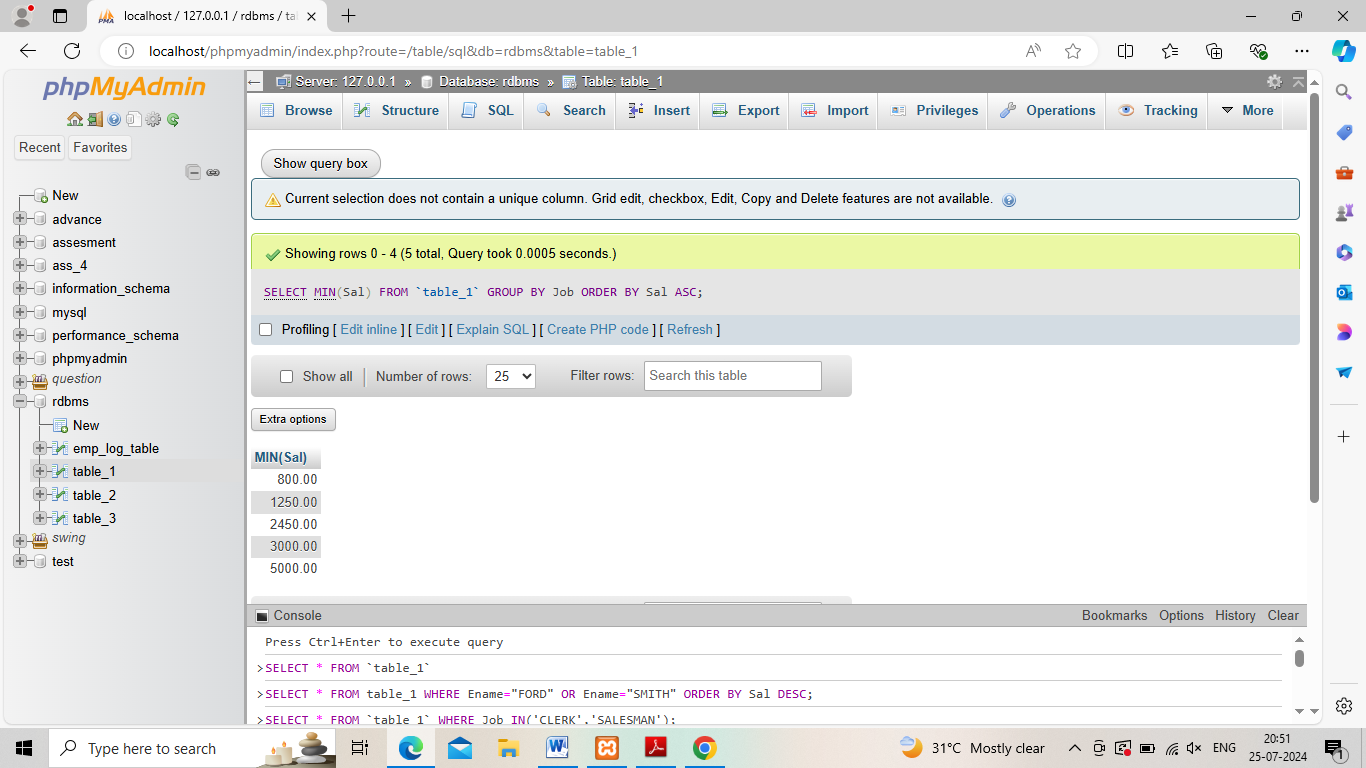 localhost / 127.0.0.1 / rdbms / ta
localhost/phpmyadmin/index.php?route=/table/sql&db=rdbms&table=table_1
phpMyAdmin
Recent Favorites
New
advance
assesment
ass_4
information_schema
mysql
performance_schema
phpmyadmin
question
rdbms
New
emp_log_table
table_1
table_2
table_3
swing
test
Server: 127.0.0.1 » Database: rdbms » Table: table_1
Browse Structure SQL Search Insert Export Import Privileges Operations Tracking More
Show query box
Current selection does not contain a unique column. Grid edit, checkbox, Edit, Copy and Delete features are not available.
Showing rows 0 - 4 (5 total, Query took 0.0005 seconds.)
SELECT MIN(Sal) FROM `table_1` GROUP BY Job ORDER BY Sal ASC;
Profiling [ Edit inline ] [ Edit ] [ Explain SQL ] [ Create PHP code ] [ Refresh ]
Show all | Number of rows: 25 Filter rows: Search this table
Extra options
MIN(Sal)
800.00
1250.00
2450.00
3000.00
5000.00
Console Bookmarks Options History Clear
Press Ctrl+Enter to execute query
>SELECT * FROM `table_1`
>SELECT * FROM table_1 WHERE Ename="FORD" OR Ename="SMITH" ORDER BY Sal DESC;
>SELECT * FROM `table_1` WHERE Job IN('CLERK','SALESMAN');
Type here to search
31°C Mostly clear
ENG
20:51
25-07-2024
1